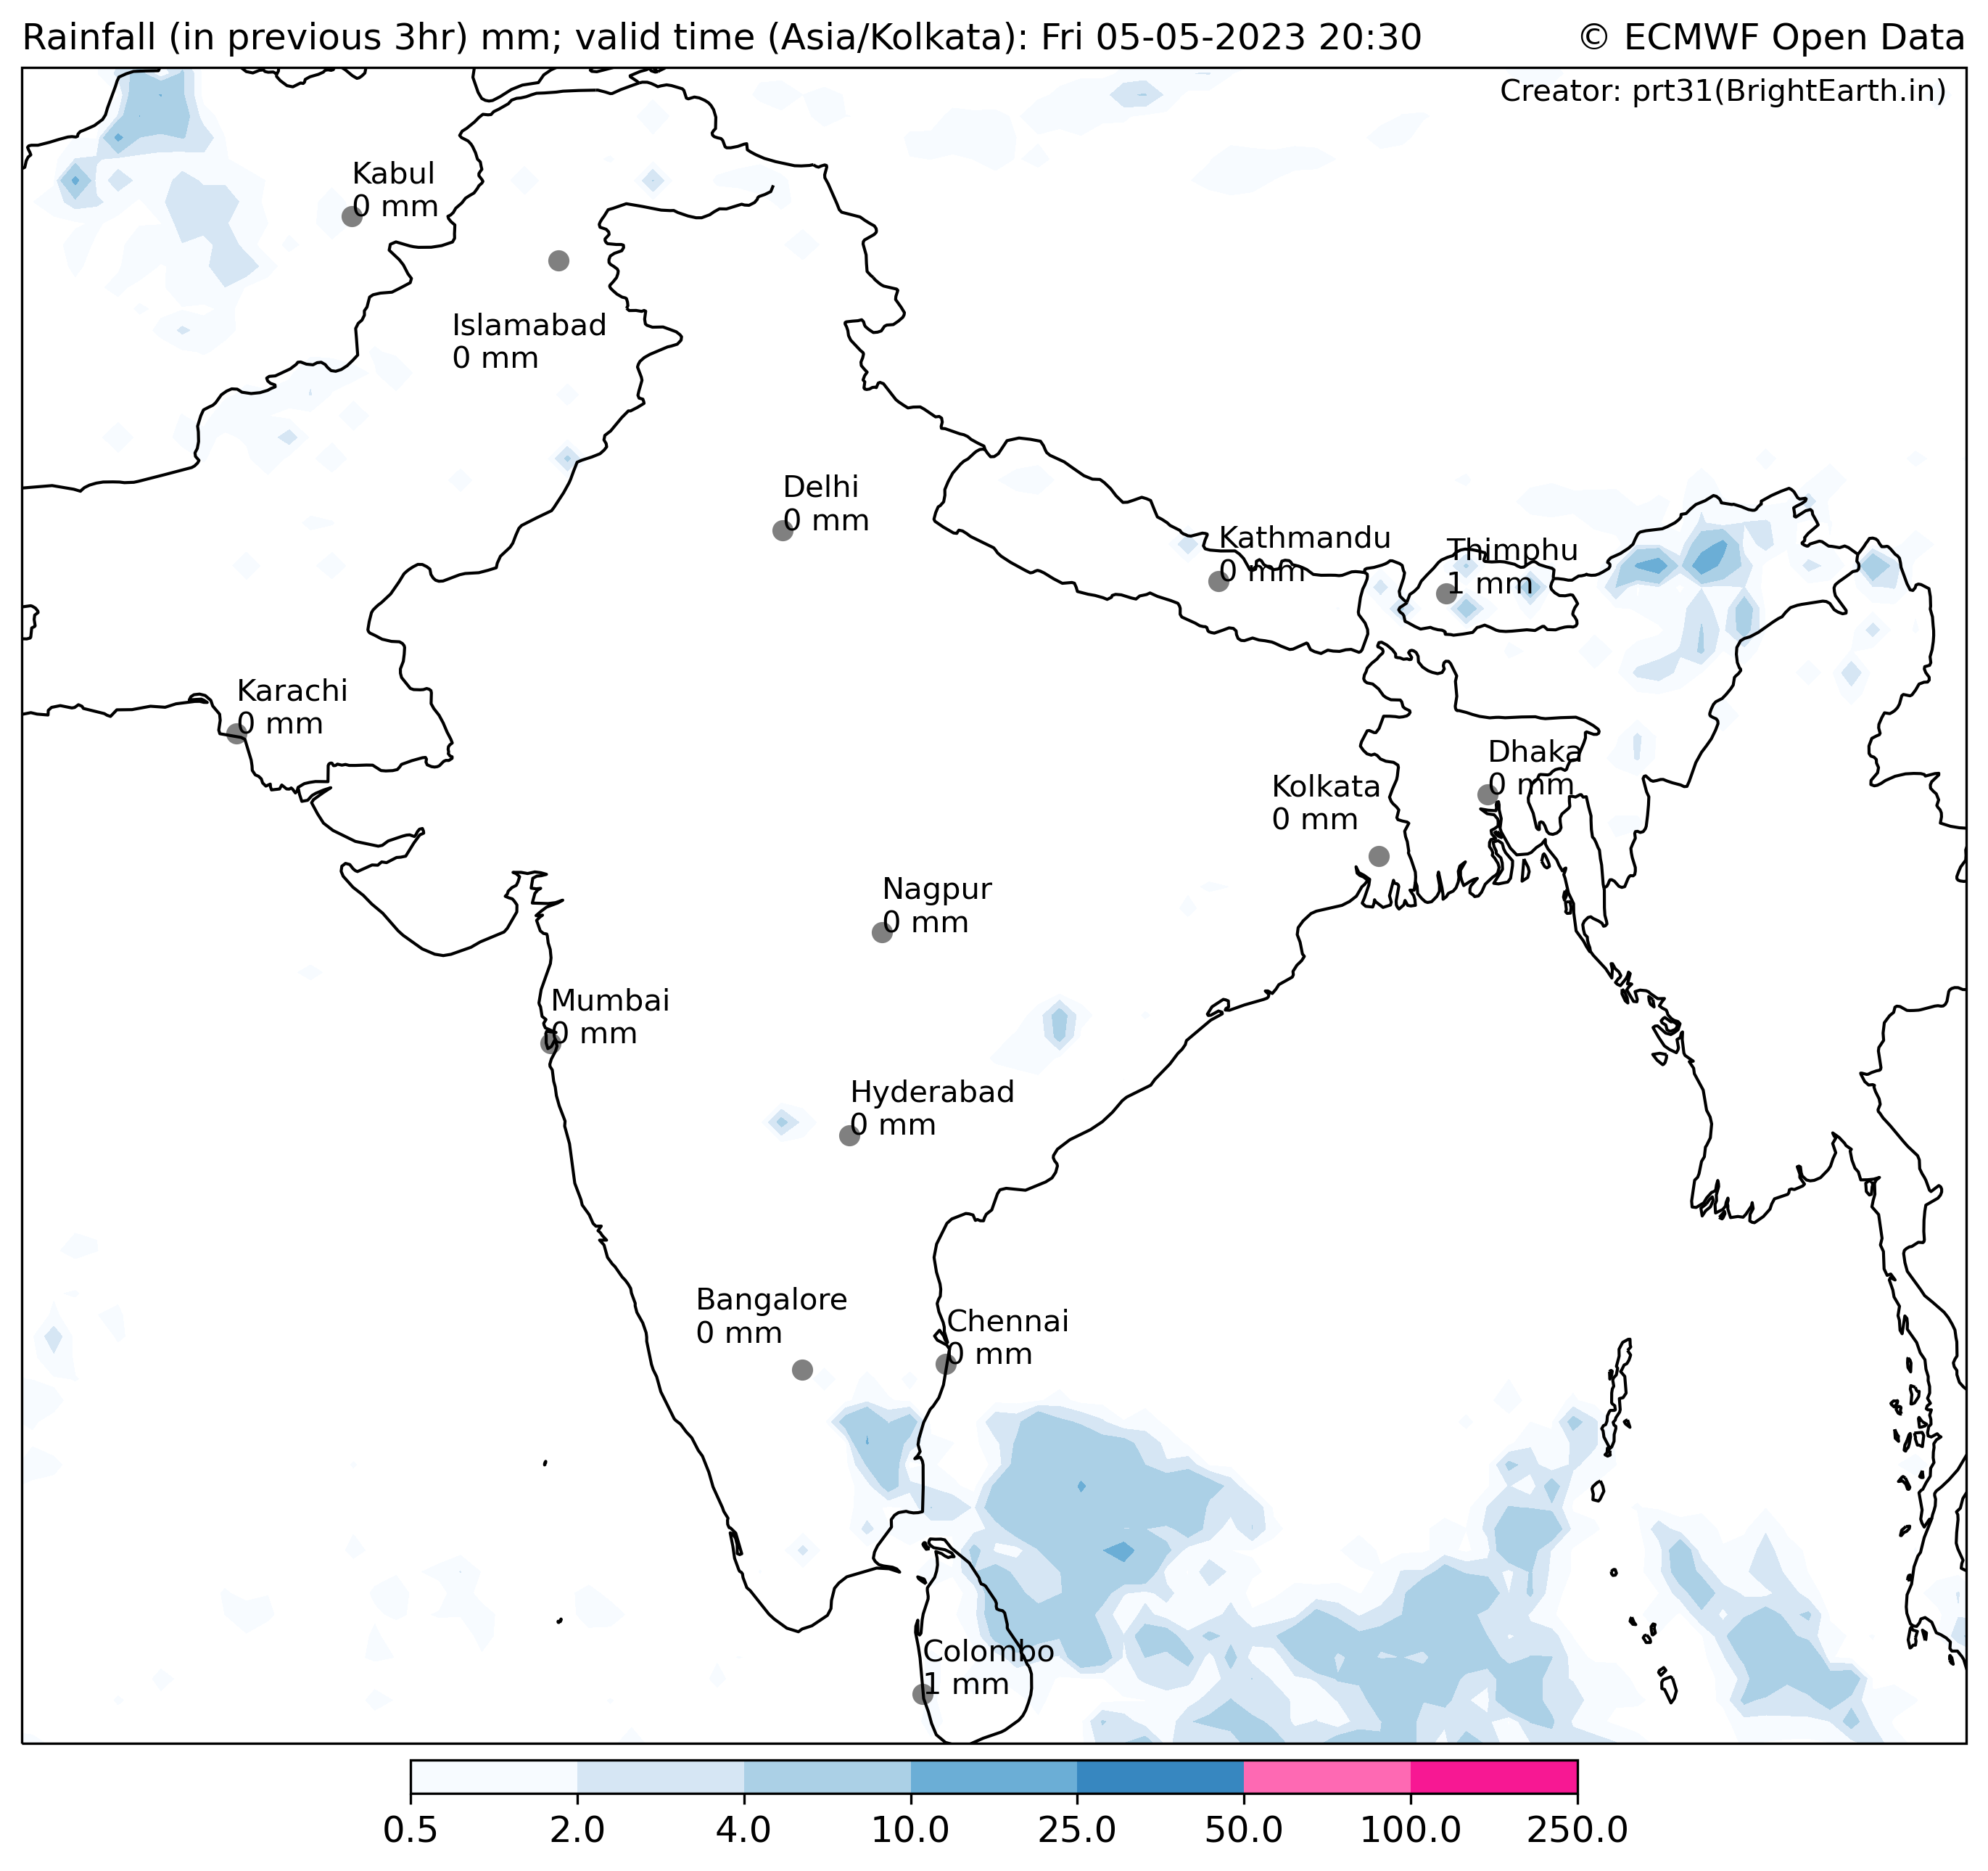 Rainfall (in previous 3hr) mm; valid time (Asia/Kolkata): Fri 05-05-2023 20:30
© ECMWF Open Data
Creator: prt31(BrightEarth.in)
Kabul
0 mm
Islamabad
0 mm
Delhi
0 mm
Kathmandu
0 mm
Thimphu
1 mm
Karachi
0 mm
Dhaka
0 mm
Kolkata
0 mm
Nagpur
0 mm
Mumbai
0 mm
Hyderabad
0 mm
Bangalore
0 mm
Chennai
0 mm
Colombo
1 mm
0.5 2.0 4.0 10.0 25.0 50.0 100.0 250.0